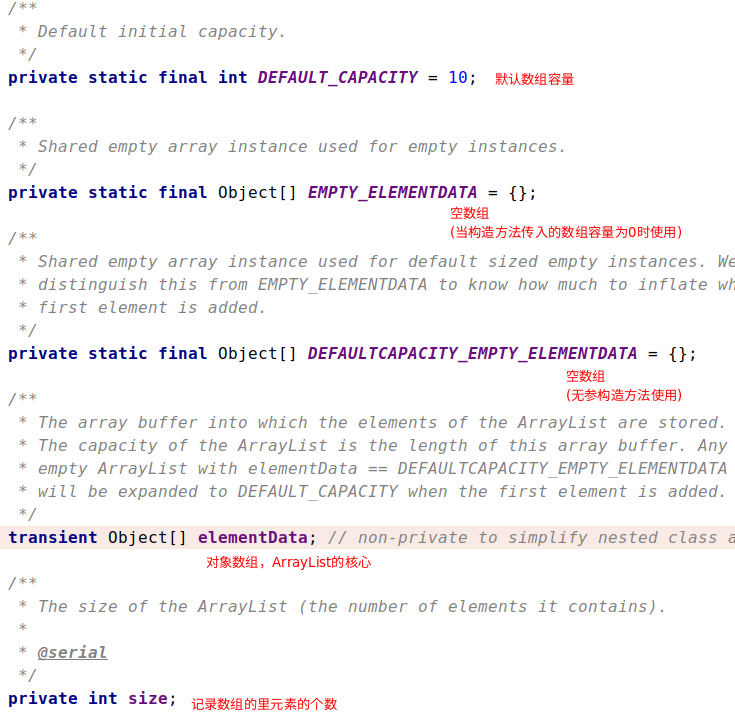 /**
 * Default initial capacity.
 */
private static final int DEFAULT_CAPACITY = 10; 默认数组容量
/**
 * Shared empty array instance used for empty instances.
 */
private static final Object[] EMPTY_ELEMENTDATA = {};
空数组
(当构造方法传入的数组容量为0时使用)
/**
 * Shared empty array instance used for default sized empty instances. We
 * distinguish this from EMPTY_ELEMENTDATA to know how much to inflate wh
 * first element is added.
 */
private static final Object[] DEFAULTCAPACITY_EMPTY_ELEMENTDATA = {};
空数组
(无参构造方法使用)
/**
 * The array buffer into which the elements of the ArrayList are stored.
 * The capacity of the ArrayList is the length of this array buffer. Any
 * empty ArrayList with elementData == DEFAULTCAPACITY_EMPTY_ELEMENTDATA
 * will be expanded to DEFAULT_CAPACITY when the first element is added.
 */
transient Object[] elementData; // non-private to simplify nested class a
对象数组，ArrayList的核心
/**
 * The size of the ArrayList (the number of elements it contains).
 *
 * @serial
 */
private int size; 记录数组的里元素的个数